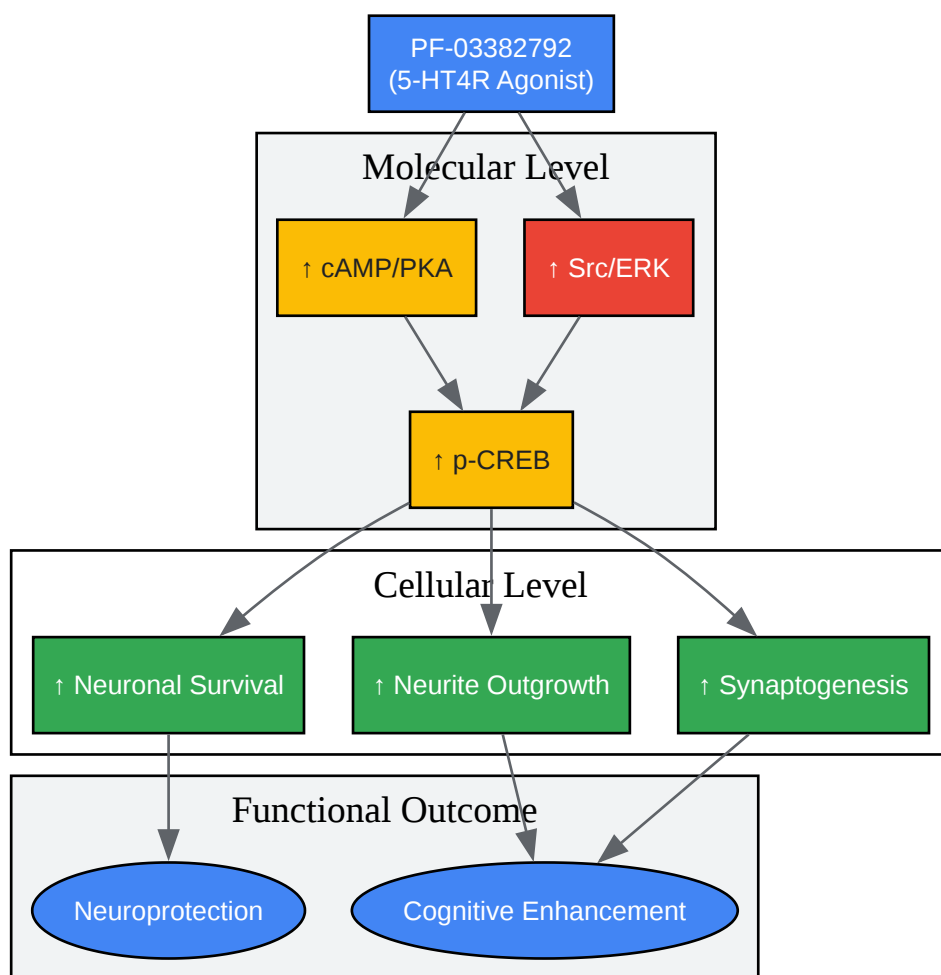 PF-03382792
(5-HT4R Agonist)
Molecular Level
↑ cAMP/PKA
↑ Src/ERK
↑ p-CREB
Cellular Level
↑ Neuronal Survival
↑ Neurite Outgrowth
↑ Synaptogenesis
Functional Outcome
Neuroprotection
Cognitive Enhancement